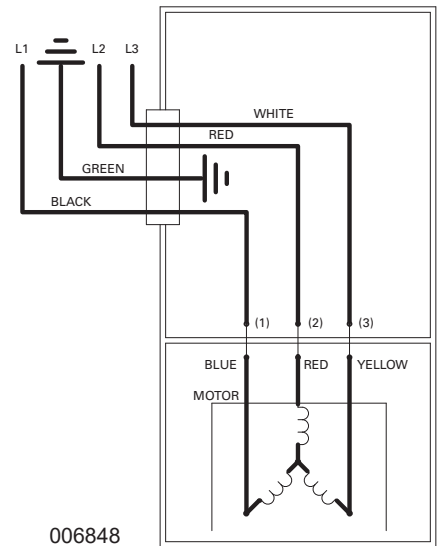 L1 L2 L3
WHITE
RED
GREEN
BLACK
(1) (2) (3)
BLUE RED YELLOW
MOTOR
006848